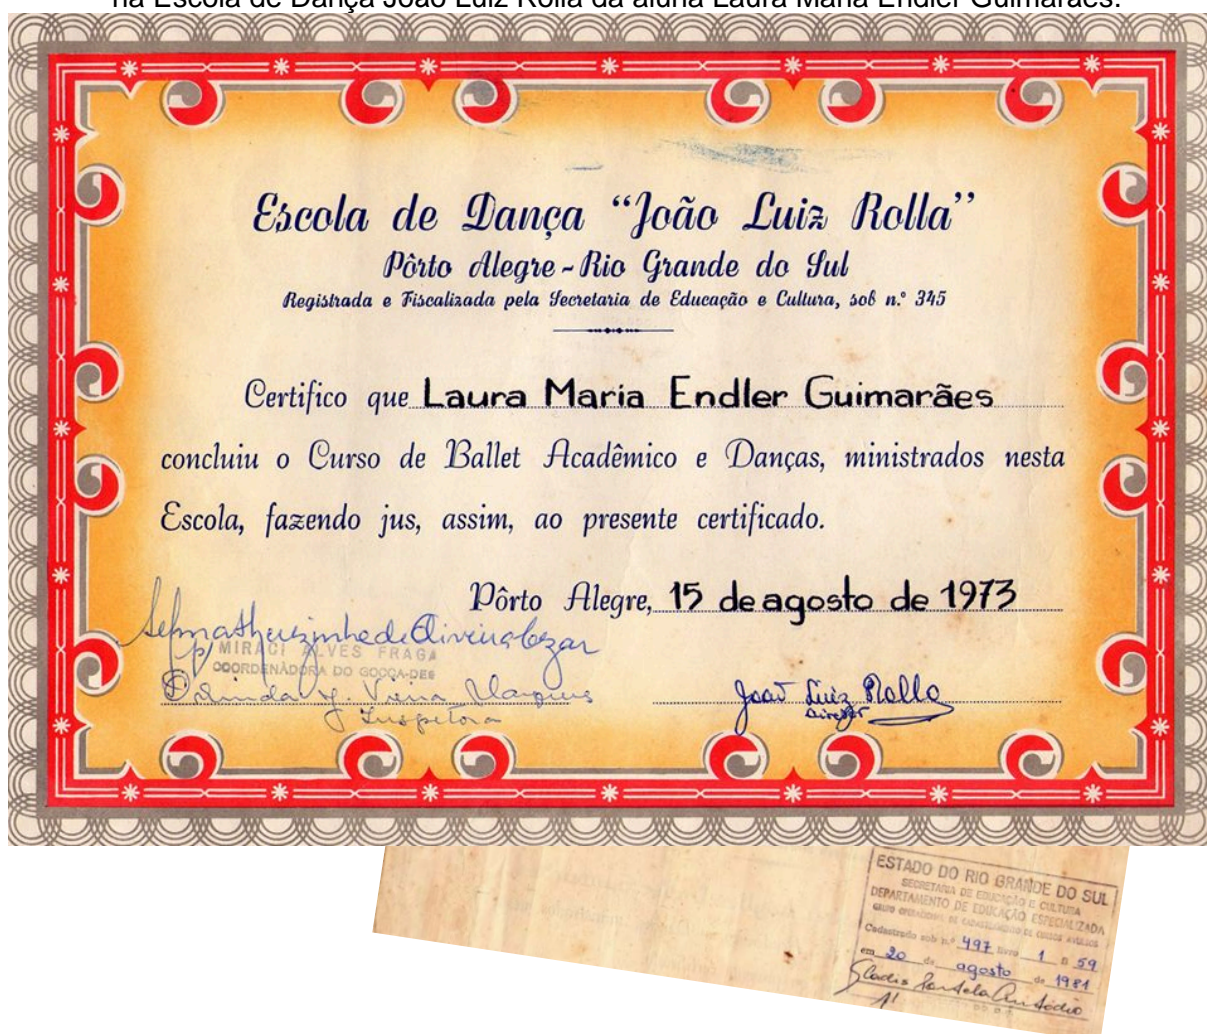 na Escola de Dança João Luiz Rolla da aluna Laura Maria Endler Guimarães.
Escola de Dança “João Luiz Rolla”
Pôrto Alegre - Rio Grande do Sul
Registrada e Fiscalizada pela Secretaria de Educação e Cultura, sob n.º 345
Certifico que Laura Maria Endler Guimarães
concluiu o Curso de Ballet Acadêmico e Danças, ministrados nesta
Escola, fazendo jus, assim, ao presente certificado.
Pôrto Alegre, 15 de agosto de 1973
de Oliveira
p/ MIRACI ALVES FRAGA
COORDENADORA DO
Inspetora
João Luiz Rolla
Diretor
ESTADO DO RIO GRANDE DO SUL
SECRETARIA DE EDUCAÇÃO E CULTURA
DEPARTAMENTO DE EDUCAÇÃO ESPECIALIZADA
Cadastrado sob n.º 497 livro 1 fl 59
em 20 de agosto de 1981